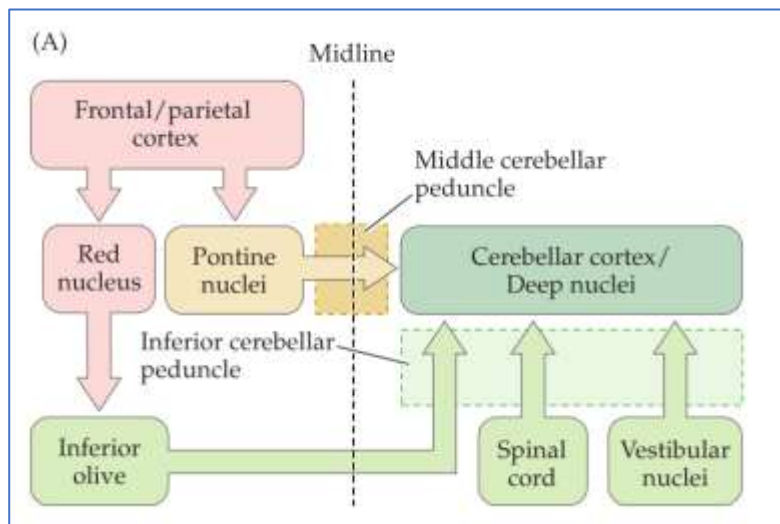 (A)
Midline
Frontal/parietal
cortex
Middle cerebellar
peduncle
Red
nucleus
Pontine
nuclei
Cerebellar cortex/
Deep nuclei
Inferior cerebellar
peduncle
Inferior
olive
Spinal
cord
Vestibular
nuclei